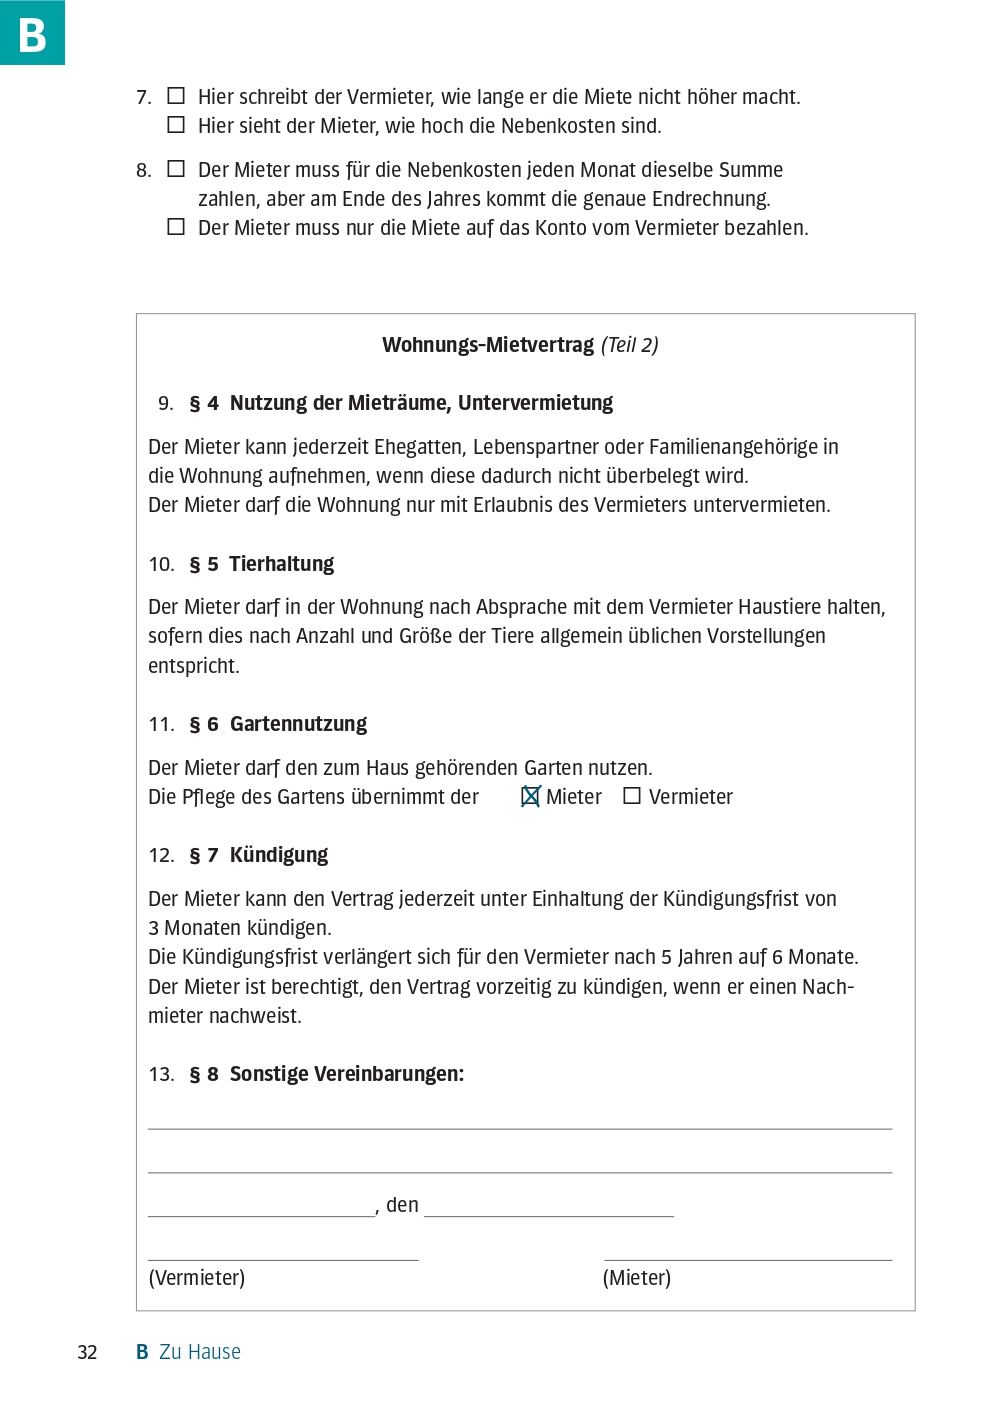 B
7. ☐ Hier schreibt der Vermieter, wie lange er die Miete nicht höher macht.
☐ Hier sieht der Mieter, wie hoch die Nebenkosten sind.
8. ☐ Der Mieter muss für die Nebenkosten jeden Monat dieselbe Summe
zahlen, aber am Ende des Jahres kommt die genaue Endrechnung.
☐ Der Mieter muss nur die Miete auf das Konto vom Vermieter bezahlen.
Wohnungs-Mietvertrag (Teil 2)
9. § 4 Nutzung der Mieträume, Untervermietung
Der Mieter kann jederzeit Ehegatten, Lebenspartner oder Familienangehörige in
die Wohnung aufnehmen, wenn diese dadurch nicht überbelegt wird.
Der Mieter darf die Wohnung nur mit Erlaubnis des Vermieters untervermieten.
10. § 5 Tierhaltung
Der Mieter darf in der Wohnung nach Absprache mit dem Vermieter Haustiere halten,
sofern dies nach Anzahl und Größe der Tiere allgemein üblichen Vorstellungen
entspricht.
11. § 6 Gartennutzung
Der Mieter darf den zum Haus gehörenden Garten nutzen.
Die Pflege des Gartens übernimmt der ☒ Mieter ☐ Vermieter
12. § 7 Kündigung
Der Mieter kann den Vertrag jederzeit unter Einhaltung der Kündigungsfrist von
3 Monaten kündigen.
Die Kündigungsfrist verlängert sich für den Vermieter nach 5 Jahren auf 6 Monate.
Der Mieter ist berechtigt, den Vertrag vorzeitig zu kündigen, wenn er einen Nach-
mieter nachweist.
13. § 8 Sonstige Vereinbarungen:
, den
(Vermieter) (Mieter)
32 B Zu Hause